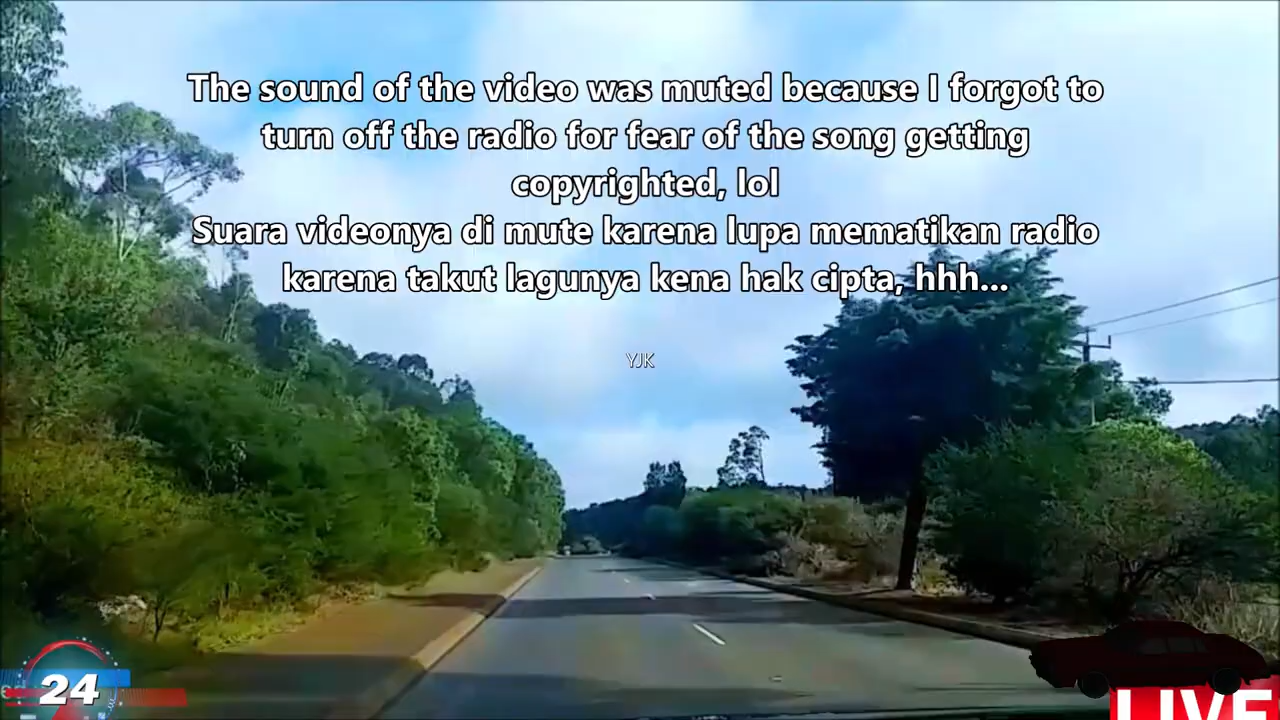 The sound of the video was muted because I forgot to
turn off the radio for fear of the song getting
copyrighted, lol
Suara videonya di mute karena lupa mematikan radio
karena takut lagunya kena hak cipta, hhh...
YJK
24
LIVE